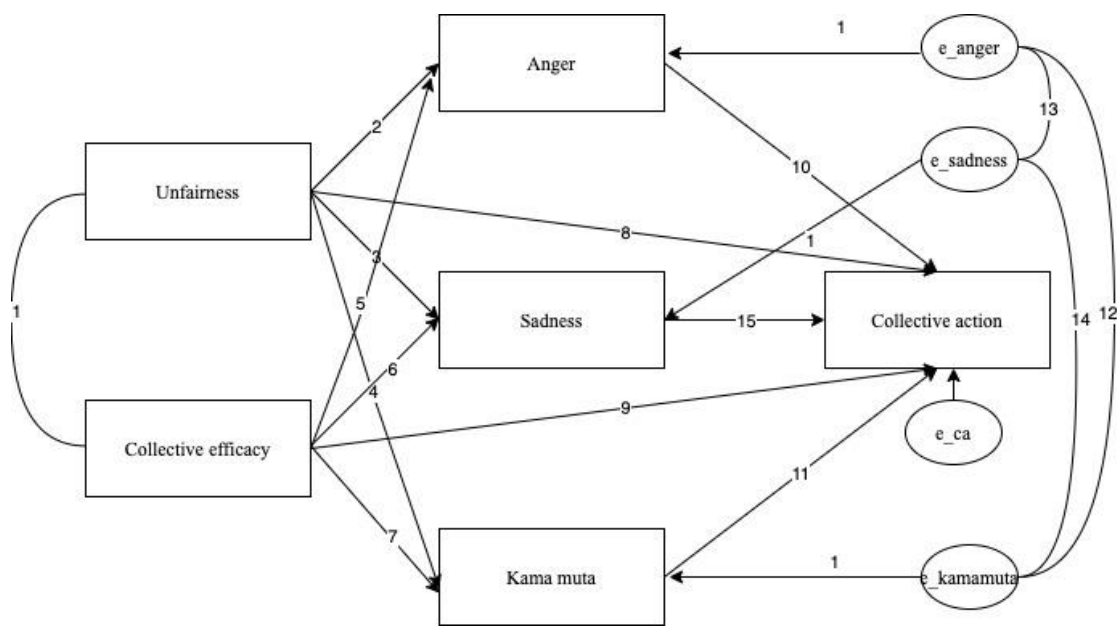 Anger
1
e_anger
2
13
10
e_sadness
Unfairness
8
1
3
5
1
Sadness
15
Collective action
14
12
6
4
9
Collective efficacy
e_ca
11
7
Kama muta
1
e_kamamuta